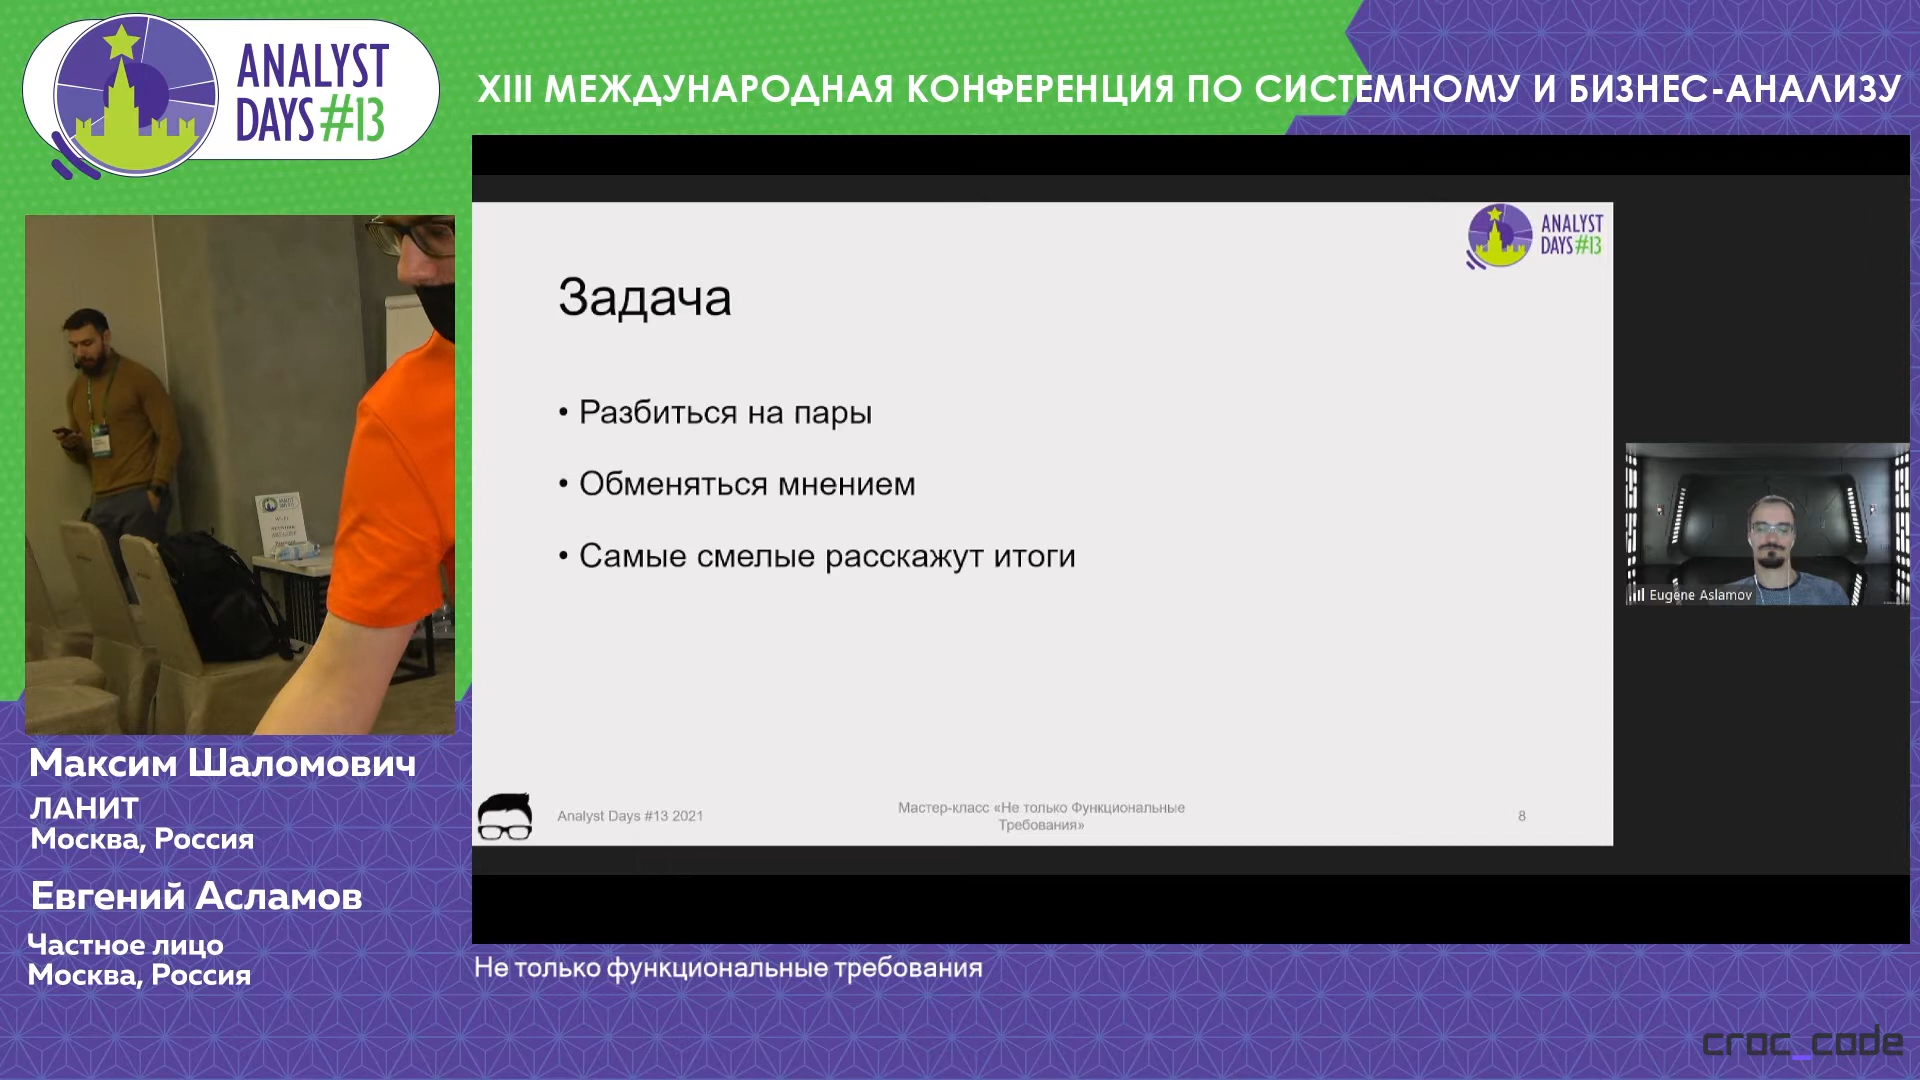 ANALYST
DAYS #13
XIII МЕЖДУНАРОДНАЯ КОНФЕРЕНЦИЯ ПО СИСТЕМНОМУ И БИЗНЕС-АНАЛИЗУ
ANALYST
DAYS #13
Задача
• Разбиться на пары
• Обменяться мнением
• Самые смелые расскажут итоги
Analyst Days #13 2021
Мастер-класс «Не только Функциональные
Требования»
8
Eugene Aslamov
Максим Шаломович
ЛАНИТ
Москва, Россия
Евгений Асламов
Частное лицо
Москва, Россия
Не только функциональные требования
croc_code